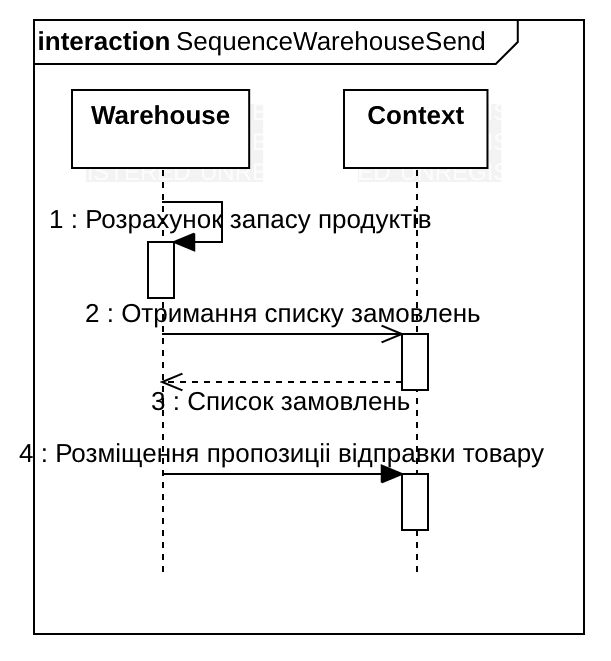 interaction SequenceWarehouseSend
Warehouse
Context
1 : Розрахунок запасу продуктів
2 : Отримання списку замовлень
3 : Список замовлень
4 : Розміщення пропозиціі відправки товару